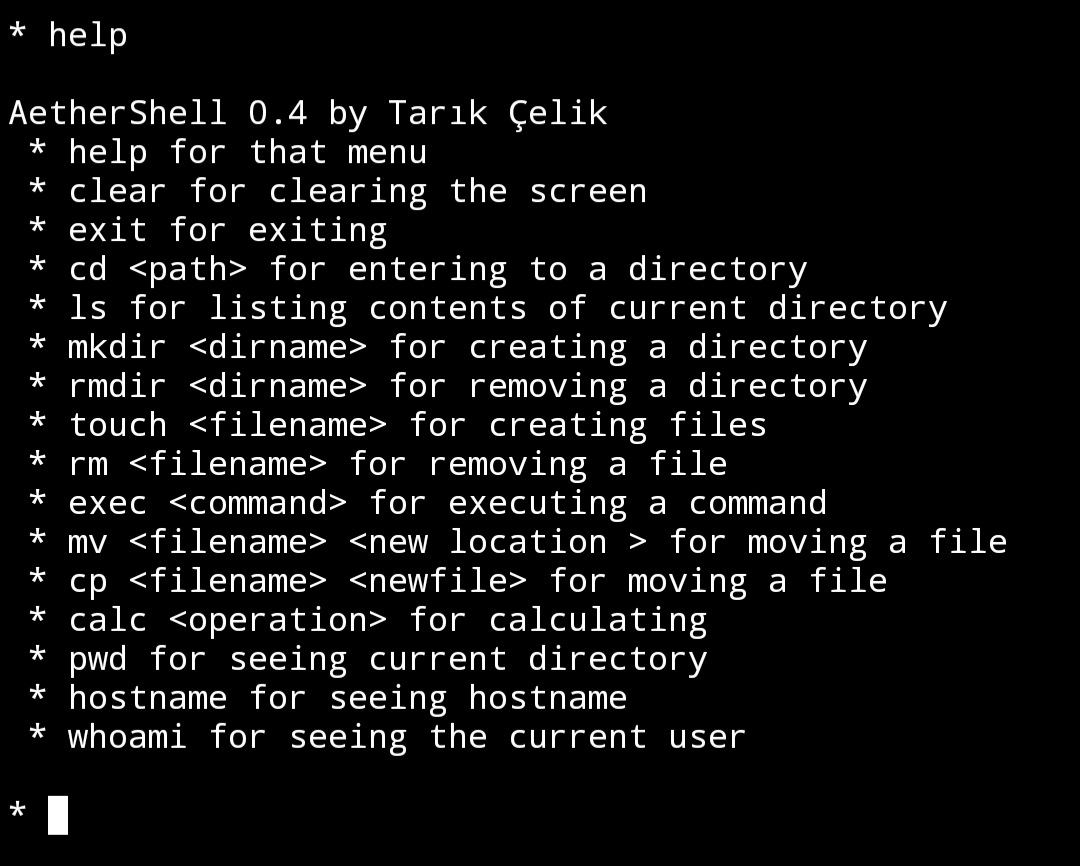 * help
AetherShell 0.4 by Tarık Çelik
* help for that menu
* clear for clearing the screen
* exit for exiting
* cd <path> for entering to a directory
* ls for listing contents of current directory
* mkdir <dirname> for creating a directory
* rmdir <dirname> for removing a directory
* touch <filename> for creating files
* rm <filename> for removing a file
* exec <command> for executing a command
* mv <filename> <new location > for moving a file
* cp <filename> <newfile> for moving a file
* calc <operation> for calculating
* pwd for seeing current directory
* hostname for seeing hostname
* whoami for seeing the current user
*